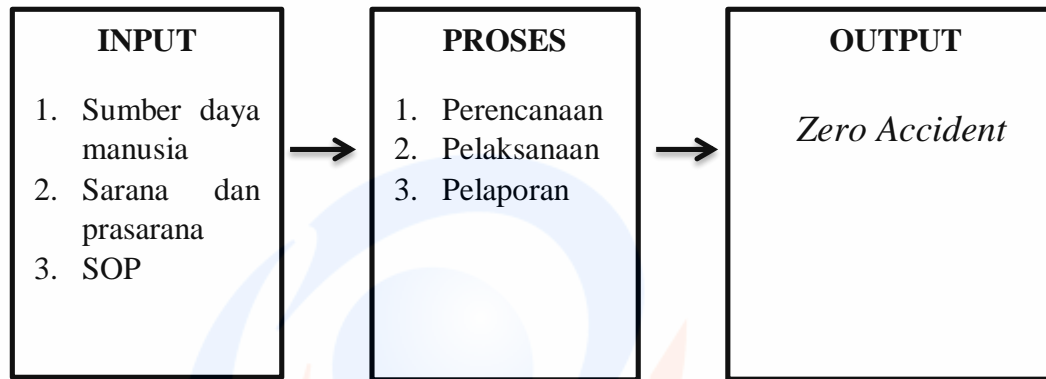 INPUT
1. Sumber daya
manusia
2. Sarana dan
prasarana
3. SOP
PROSES
1. Perencanaan
2. Pelaksanaan
3. Pelaporan
OUTPUT
Zero Accident